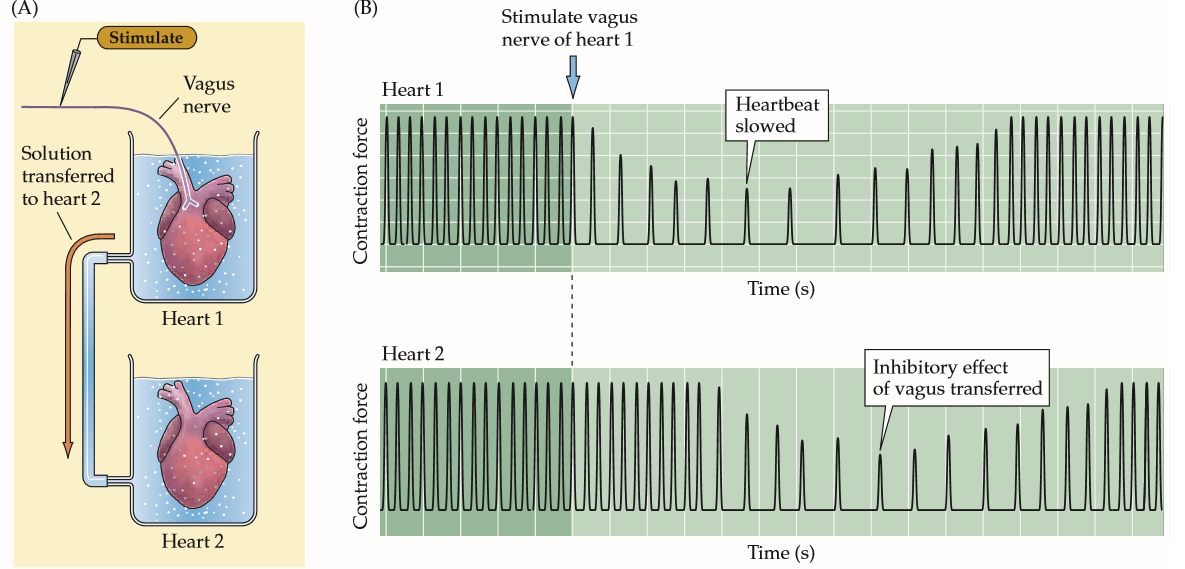 (A)
Stimulate
Vagus
nerve
Solution
transferred
to heart 2
Heart 1
Heart 2
(B)
Stimulate vagus
nerve of heart 1
Heart 1
Heartbeat
slowed
Contraction force
Time (s)
Heart 2
Inhibitory effect
of vagus transferred
Contraction force
Time (s)